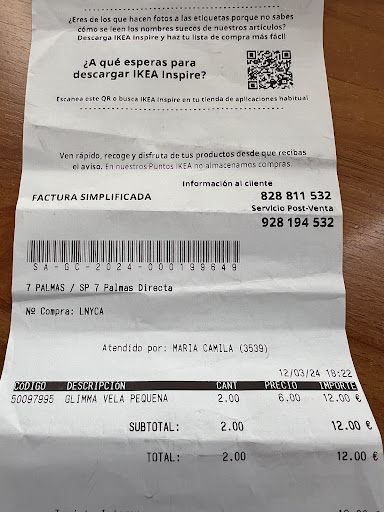 ¿Eres de los que hacen fotos a las etiquetas porque no sabes
cómo se leen los nombres suecos de nuestros artículos?
Descarga IKEA Inspire y haz tu lista de compra más fácil
¿A qué esperas para
descargar IKEA Inspire?
Escanea este QR o busca IKEA Inspire en tu tienda de aplicaciones habitual
Ven rápido, recoge y disfruta de tus productos desde que recibas
el aviso. En nuestros Puntos IKEA no almacenamos compras.
Información al cliente
FACTURA SIMPLIFICADA 828 811 532
Servicio Post-Venta
928 194 532
SA-GC-2024-000199649
7 PALMAS / SP 7 Palmas Directa
Nº Compra: LNYCA
Atendido por: MARIA CAMILA (3539)
12/03/24 18:22
CODIGO DESCRIPCION CANT PRECIO IMPORTE
50097995 GLIMMA VELA PEQUENA 2.00 6.00 12.00 €
SUBTOTAL: 2.00 12.00 €
TOTAL: 2.00 12.00 €